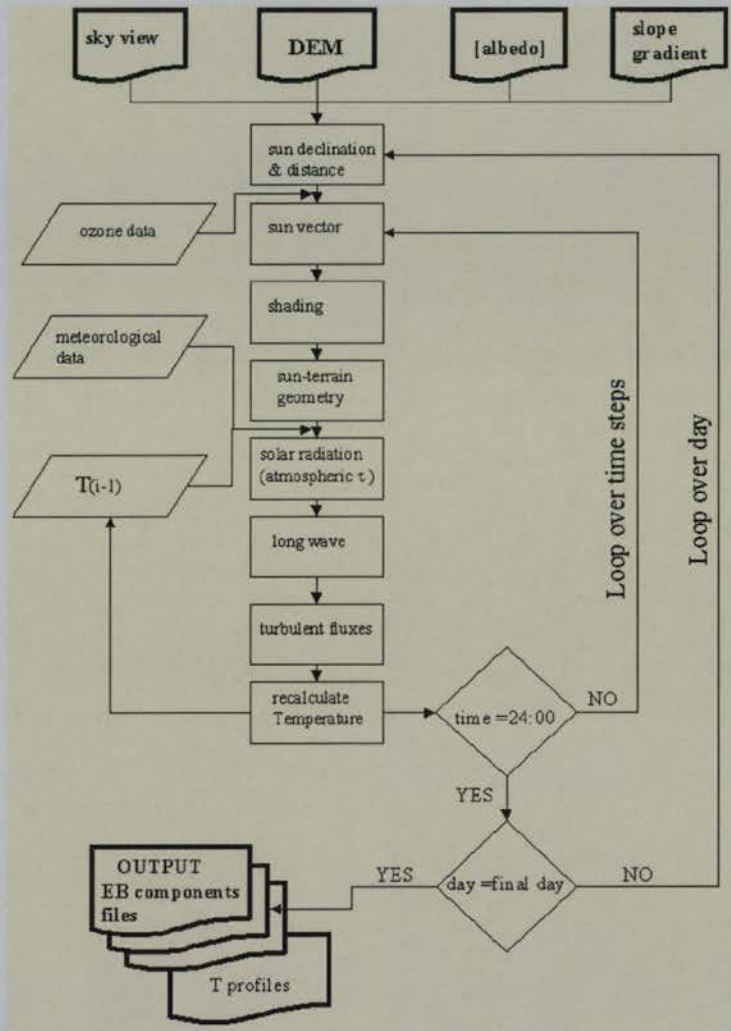 sky view
DEM
[albedo]
slope
gradient
sun declination
& distance
ozone data
sun vector
shading
meteorological
data
sun-terrain
geometry
solar radiation
(atmospheric τ)
T(i-1)
long wave
turbulent fluxes
recalculate
Temperature
time =24:00
NO
YES
Loop over time steps
Loop over day
OUTPUT
EB components
files
YES
day =final day
NO
T profiles